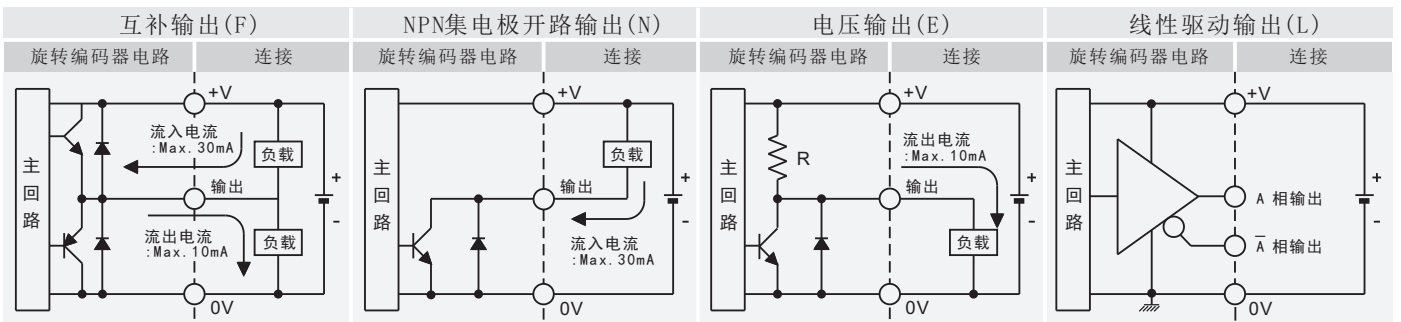 互补输出(F)
旋转编码器电路
连接
+V
流入电流
:Max. 30mA
负载
主
回
路
输出
+
-
流出电流
:Max. 10mA
负载
0V
NPN集电极开路输出(N)
旋转编码器电路
连接
+V
负载
主
回
路
输出
+
-
流入电流
:Max. 30mA
0V
电压输出(E)
旋转编码器电路
连接
+V
流出电流
:Max. 10mA
R
主
回
路
输出
+
-
负载
0V
线性驱动输出(L)
旋转编码器电路
连接
+V
主
回
路
A 相输出
+
-
A̅ 相输出
0V